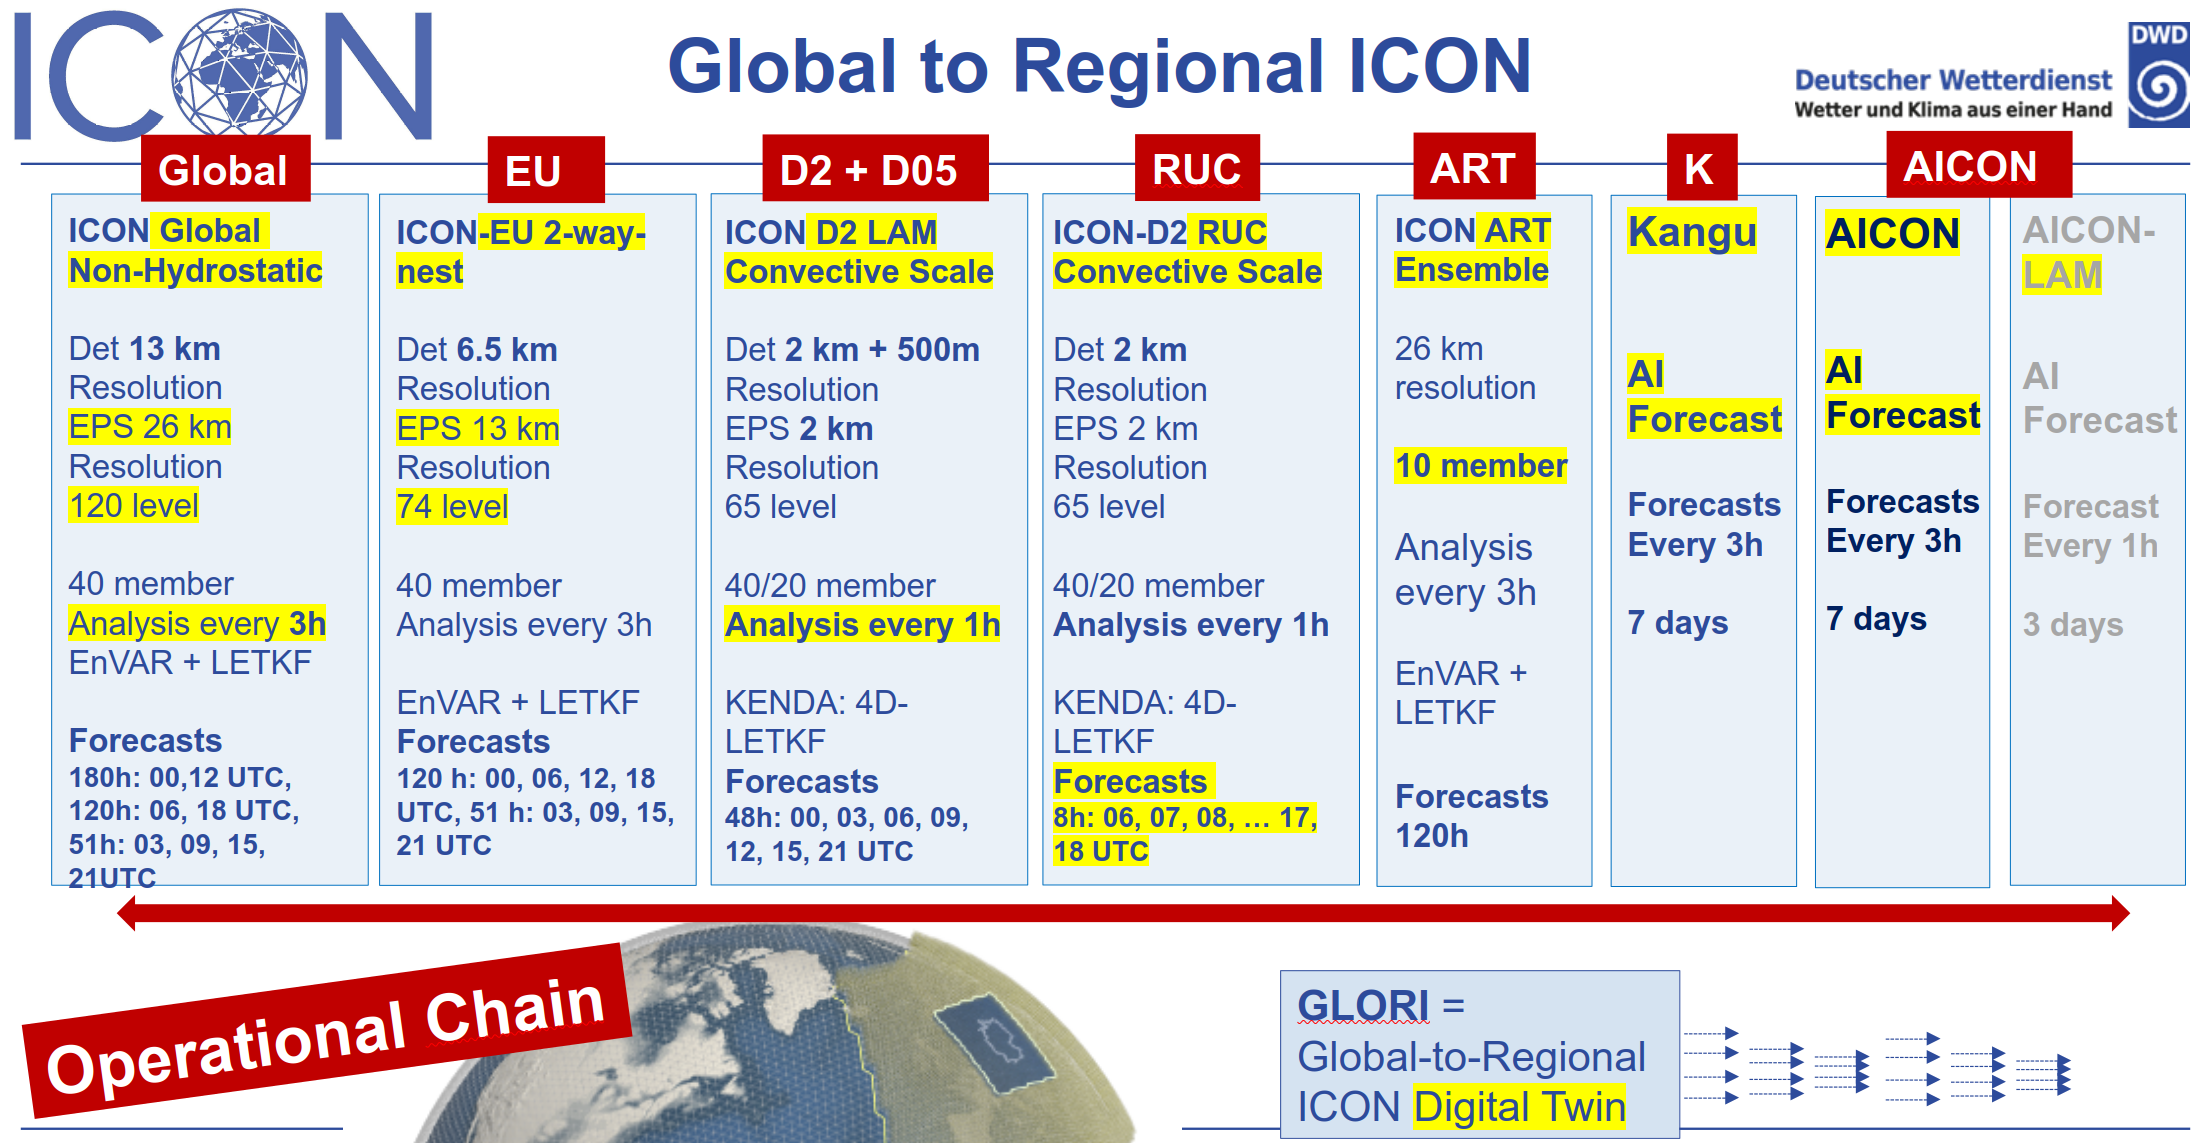 ICON
Global to Regional ICON
DWD
Deutscher Wetterdienst
Wetter und Klima aus einer Hand
Global
ICON Global
Non-Hydrostatic
Det 13 km
Resolution
EPS 26 km
Resolution
120 level
40 member
Analysis every 3h
EnVAR + LETKF
Forecasts
180h: 00,12 UTC,
120h: 06, 18 UTC,
51h: 03, 09, 15,
21UTC
EU
ICON-EU 2-way-
nest
Det 6.5 km
Resolution
EPS 13 km
Resolution
74 level
40 member
Analysis every 3h
EnVAR + LETKF
Forecasts
120 h: 00, 06, 12, 18
UTC, 51 h: 03, 09, 15,
21 UTC
D2 + D05
ICON D2 LAM
Convective Scale
Det 2 km + 500m
Resolution
EPS 2 km
Resolution
65 level
40/20 member
Analysis every 1h
KENDA: 4D-
LETKF
Forecasts
48h: 00, 03, 06, 09,
12, 15, 21 UTC
RUC
ICON-D2 RUC
Convective Scale
Det 2 km
Resolution
EPS 2 km
Resolution
65 level
40/20 member
Analysis every 1h
KENDA: 4D-
LETKF
Forecasts
8h: 06, 07, 08, ... 17,
18 UTC
ART
ICON ART
Ensemble
26 km
resolution
10 member
Analysis
every 3h
EnVAR +
LETKF
Forecasts
120h
K
Kangu
AI
Forecast
Forecasts
Every 3h
7 days
AICON
AICON
AI
Forecast
Forecasts
Every 3h
7 days
AICON-
LAM
AI
Forecast
Forecast
Every 1h
3 days
Operational Chain
GLORI =
Global-to-Regional
ICON Digital Twin